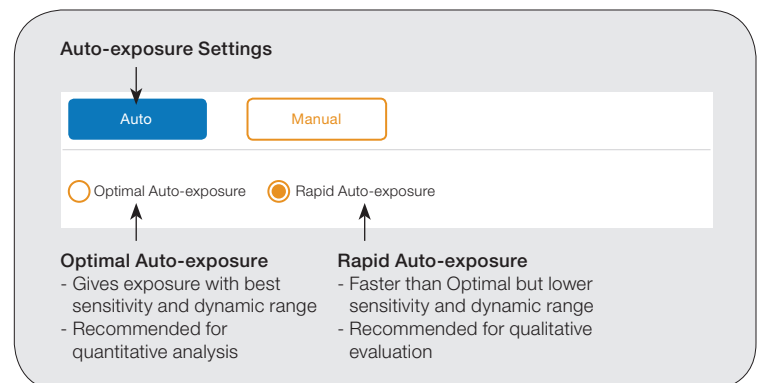 Auto-exposure Settings
Auto
Manual
Optimal Auto-exposure
Rapid Auto-exposure
Optimal Auto-exposure
- Gives exposure with best
sensitivity and dynamic range
- Recommended for
quantitative analysis
Rapid Auto-exposure
- Faster than Optimal but lower
sensitivity and dynamic range
- Recommended for qualitative
evaluation